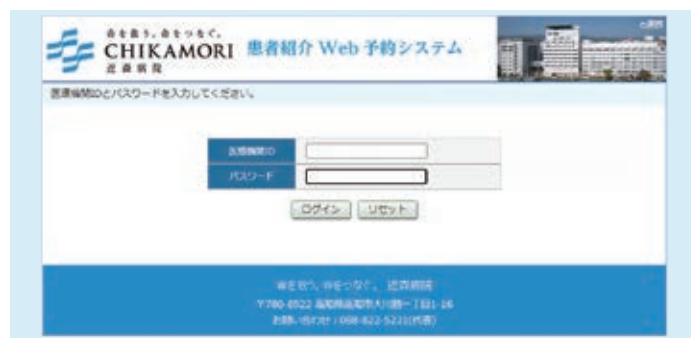 命を救う。命をつなぐ。
CHIKAMORI 患者紹介 Web 予約システム
近森病院
医療機関IDとパスワードを入力してください。
医療機関ID
パスワード
ログイン リセット
命を救う。命をつなぐ。 近森病院
〒780-8522 高知県高知市大川筋一丁目1-16
お問い合わせ：088-822-5231(代表)